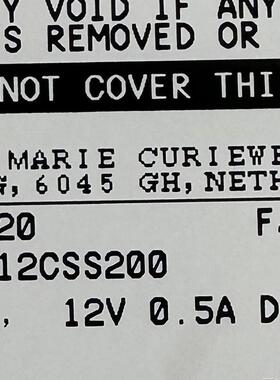 Y VOID IF ANY
S REMOVED OR
NOT COVER THI
MARIE CURIEWE
G, 6045 GH, NETH
20 F
12CSS200
, 12V 0.5A D